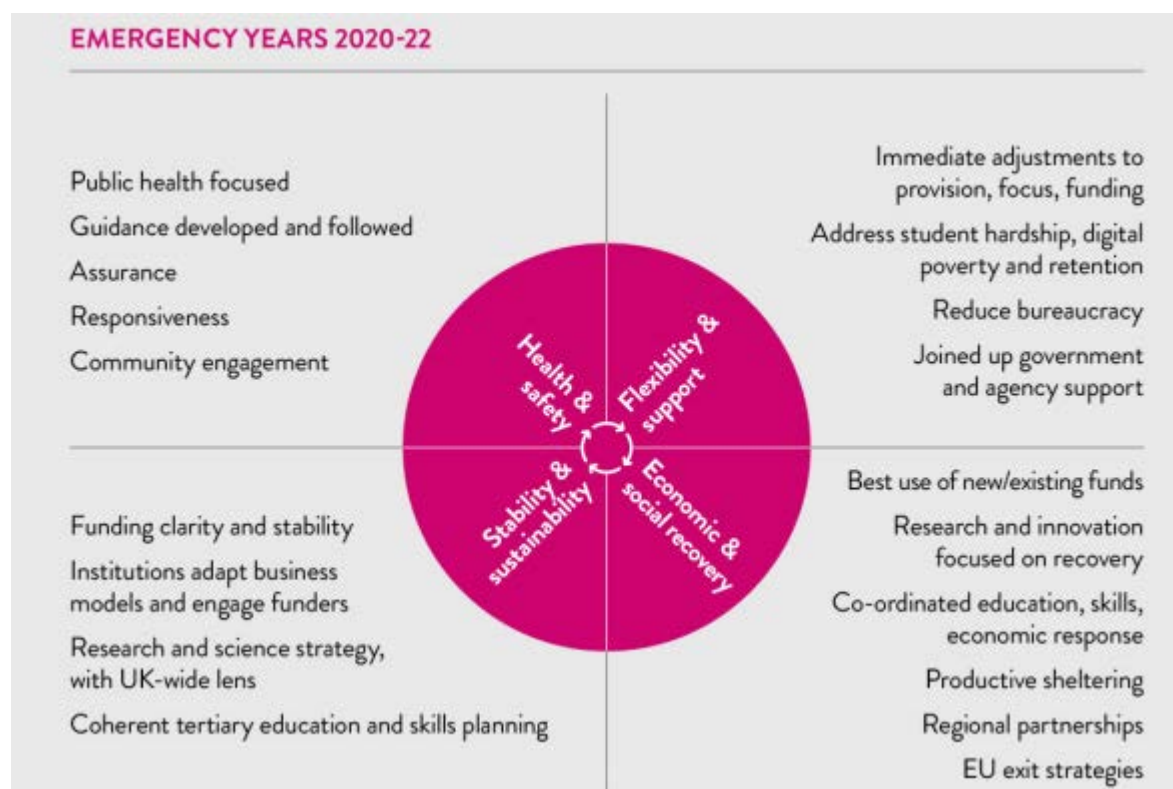 EMERGENCY YEARS 2020-22
Public health focused
Guidance developed and followed
Assurance
Responsiveness
Community engagement
Immediate adjustments to
provision, focus, funding
Address student hardship, digital
poverty and retention
Reduce bureaucracy
Joined up government
and agency support
Health &
safety
Flexibility &
support
Stability &
sustainability
Economic &
social recovery
Funding clarity and stability
Institutions adapt business
models and engage funders
Research and science strategy,
with UK-wide lens
Coherent tertiary education and skills planning
Best use of new/existing funds
Research and innovation
focused on recovery
Co-ordinated education, skills,
economic response
Productive sheltering
Regional partnerships
EU exit strategies